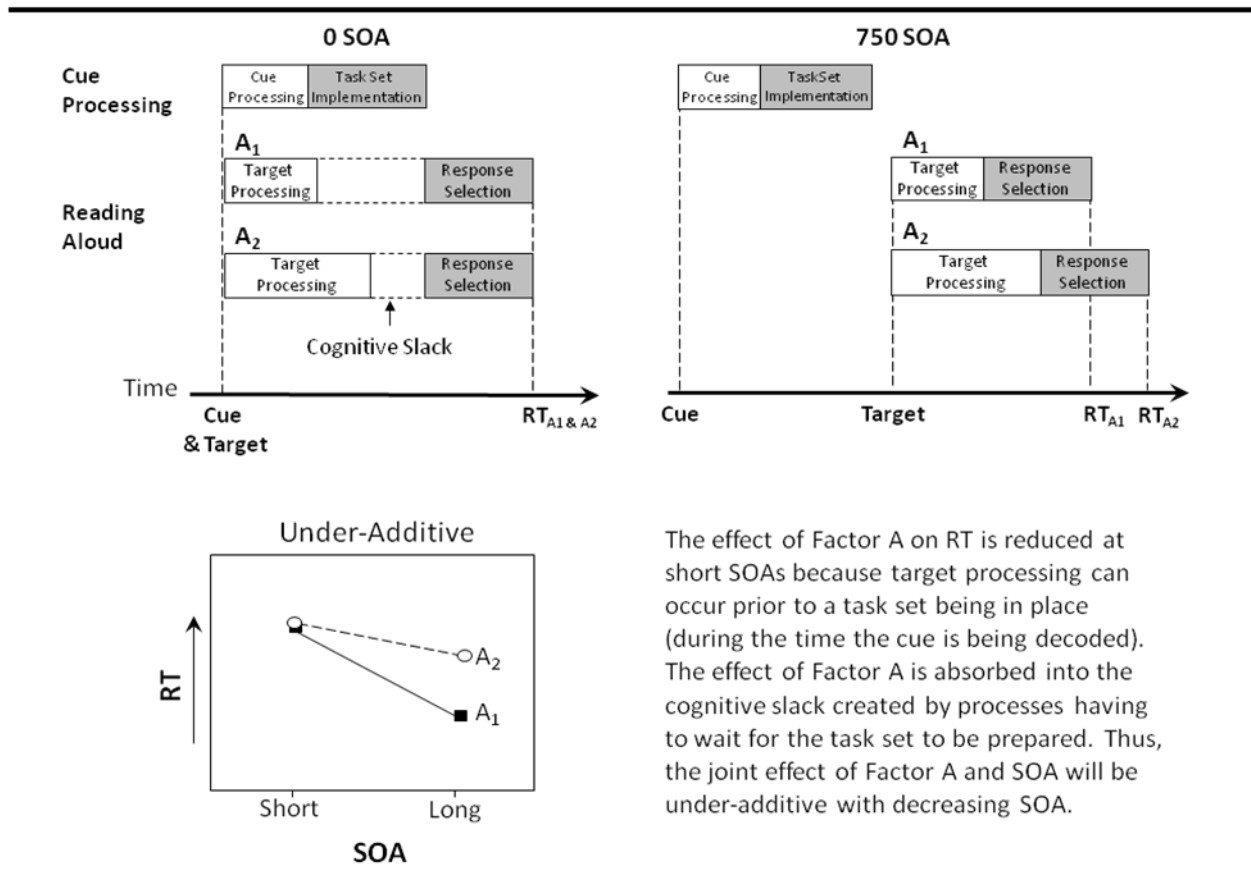 0 SOA
750 SOA
Cue
Processing
Cue
Processing
Task Set
Implementation
Cue
Processing
TaskSet
Implementation
Reading
Aloud
A1
Target
Processing
Response
Selection
A2
Target
Processing
Response
Selection
Cognitive Slack
A1
Target
Processing
Response
Selection
A2
Target
Processing
Response
Selection
Time
Cue
& Target
RTA1 & A2
Cue
Target
RTA1
RTA2
Under-Additive
RT
A2
A1
Short
Long
SOA
The effect of Factor A on RT is reduced at
short SOAs because target processing can
occur prior to a task set being in place
(during the time the cue is being decoded).
The effect of Factor A is absorbed into the
cognitive slack created by processes having
to wait for the task set to be prepared. Thus,
the joint effect of Factor A and SOA will be
under-additive with decreasing SOA.